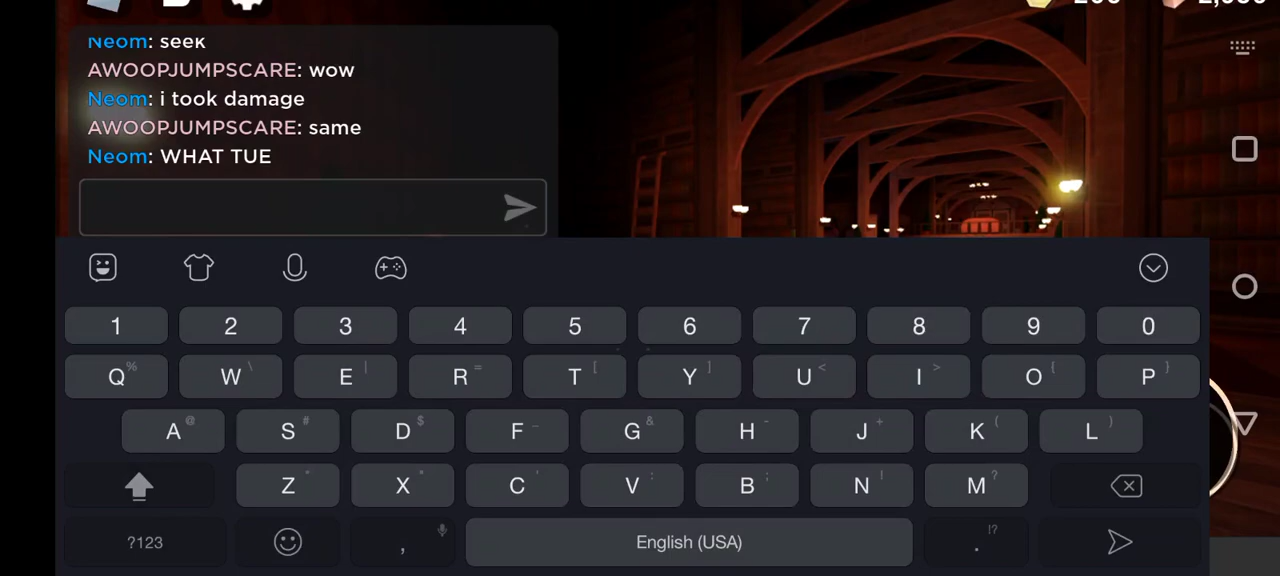 Neom: seek
AWOOPJUMPSCARE: wow
Neom: i took damage
AWOOPJUMPSCARE: same
Neom: WHAT TUE
1 2 3 4 5 6 7 8 9 0
Q% W\ E| R= T[ Y] U< I> O{ P}
A@ S# D$ F_ G& H- J+ K( L)
Z X C V B N! M?
?123 , English (USA) . !?